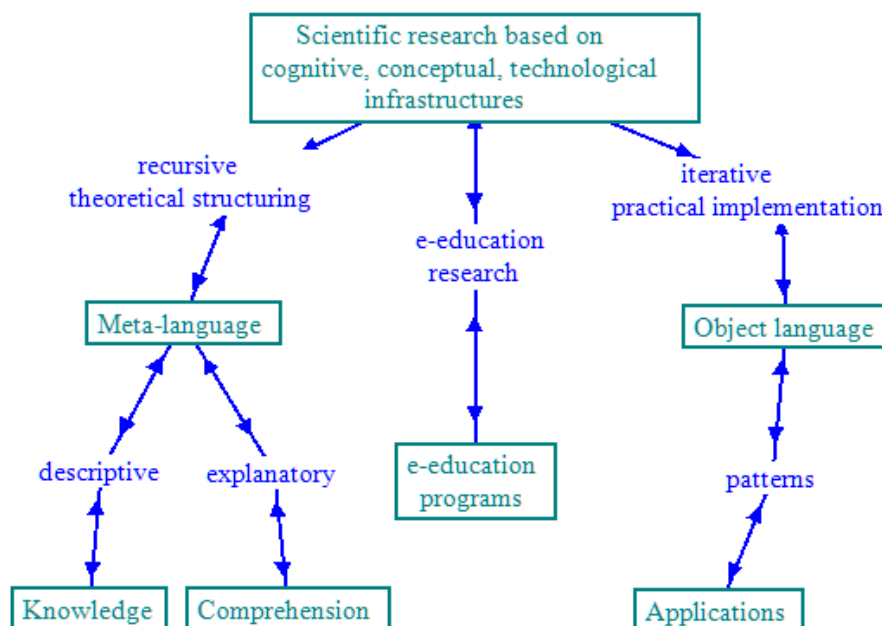 Scientific research based on
cognitive, conceptual, technological
infrastructures
recursive
theoretical structuring
iterative
practical implementation
e-education
research
Meta-language
Object language
descriptive
explanatory
e-education
programs
patterns
Knowledge
Comprehension
Applications